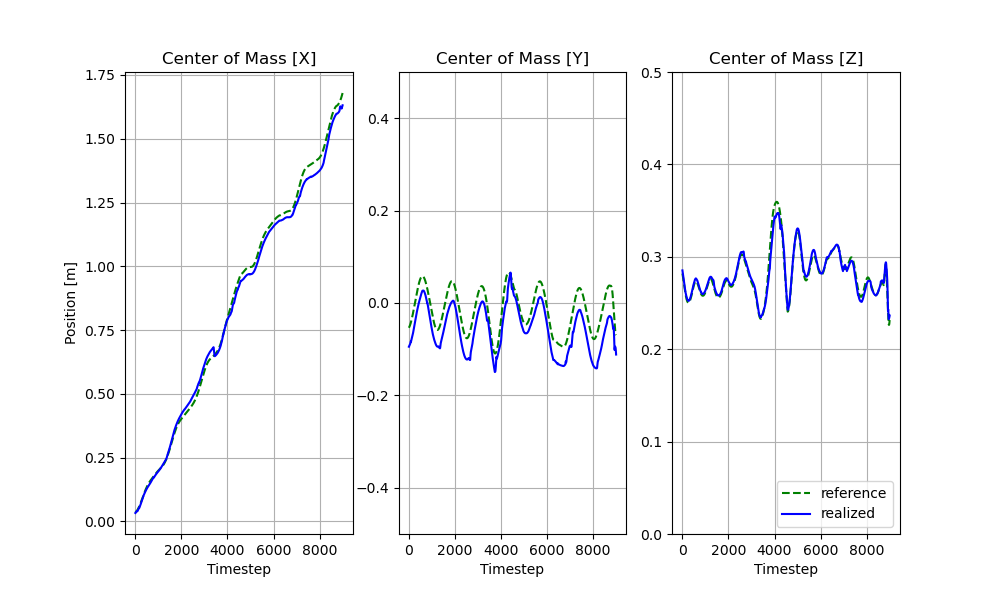 Center of Mass [X]
Center of Mass [Y]
Center of Mass [Z]
Position [m]
1.75
1.50
1.25
1.00
0.75
0.50
0.25
0.00
0 2000 4000 6000 8000
Timestep
0.4
0.2
0.0
−0.2
−0.4
0 2000 4000 6000 8000
Timestep
0.5
0.4
0.3
0.2
0.1
0.0
0 2000 4000 6000 8000
Timestep
reference
realized